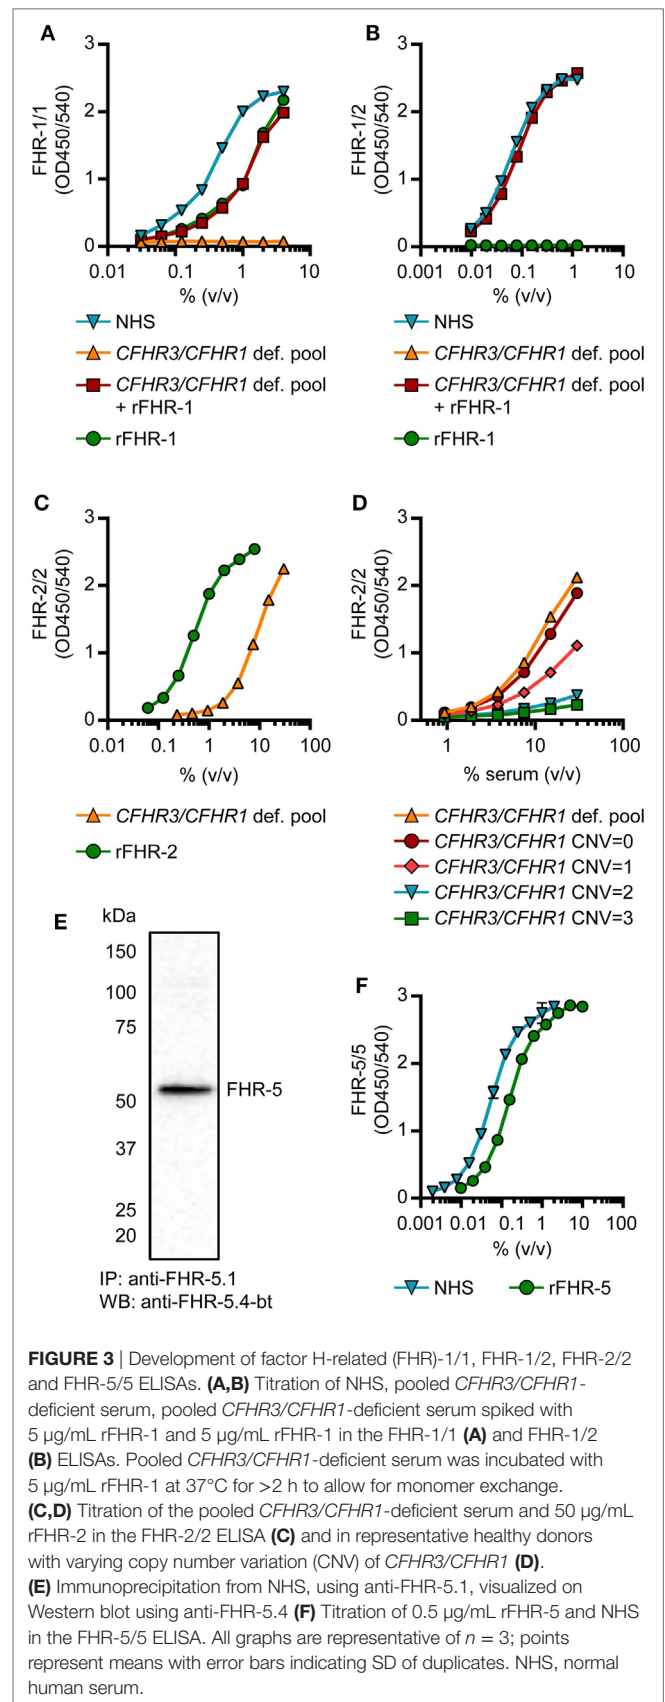 A
3
2
1
0
FHR-1/1
(OD450/540)
0.01
0.1
1
10
% (v/v)
NHS
CFHR3/CFHR1 def. pool
CFHR3/CFHR1 def. pool
+ rFHR-1
rFHR-1
B
3
2
1
0
FHR-1/2
(OD450/540)
0.001
0.01
0.1
1
10
% (v/v)
NHS
CFHR3/CFHR1 def. pool
CFHR3/CFHR1 def. pool
+ rFHR-1
rFHR-1
C
3
2
1
0
FHR-2/2
(OD450/540)
0.01
0.1
1
10
100
% (v/v)
CFHR3/CFHR1 def. pool
rFHR-2
D
3
2
1
0
FHR-2/2
(OD450/540)
1
10
100
% serum (v/v)
CFHR3/CFHR1 def. pool
CFHR3/CFHR1 CNV=0
CFHR3/CFHR1 CNV=1
CFHR3/CFHR1 CNV=2
CFHR3/CFHR1 CNV=3
E
kDa
150
100
75
50
37
25
20
FHR-5
IP: anti-FHR-5.1
WB: anti-FHR-5.4-bt
F
3
2
1
0
FHR-5/5
(OD450/540)
0.001
0.01
0.1
1
10
100
% (v/v)
NHS
rFHR-5
FIGURE 3 | Development of factor H-related (FHR)-1/1, FHR-1/2, FHR-2/2
and FHR-5/5 ELISAs. (A,B) Titration of NHS, pooled CFHR3/CFHR1-
deficient serum, pooled CFHR3/CFHR1-deficient serum spiked with
5 µg/mL rFHR-1 and 5 µg/mL rFHR-1 in the FHR-1/1 (A) and FHR-1/2
(B) ELISAs. Pooled CFHR3/CFHR1-deficient serum was incubated with
5 µg/mL rFHR-1 at 37°C for >2 h to allow for monomer exchange.
(C,D) Titration of the pooled CFHR3/CFHR1-deficient serum and 50 µg/mL
rFHR-2 in the FHR-2/2 ELISA (C) and in representative healthy donors
with varying copy number variation (CNV) of CFHR3/CFHR1 (D).
(E) Immunoprecipitation from NHS, using anti-FHR-5.1, visualized on
Western blot using anti-FHR-5.4 (F) Titration of 0.5 µg/mL rFHR-5 and NHS
in the FHR-5/5 ELISA. All graphs are representative of n = 3; points
represent means with error bars indicating SD of duplicates. NHS, normal
human serum.